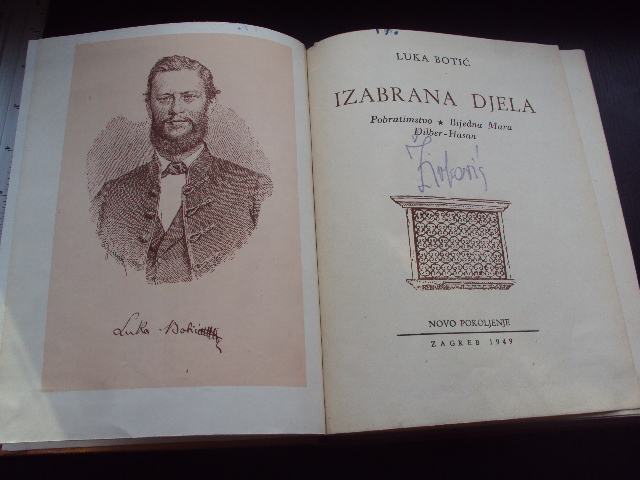 Luka Botić
LUKA BOTIĆ
IZABRANA DJELA
Pobratimstvo ★ Bijedna Mara
Dilber-Hasan
NOVO POKOLJENJE
ZAGREB 1949